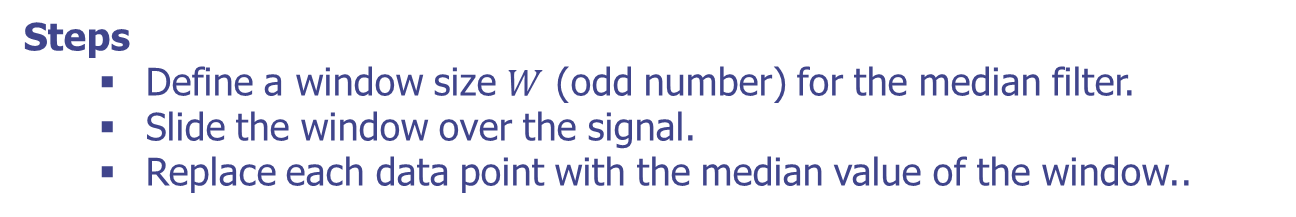 Steps
▪ Define a window size W (odd number) for the median filter.
▪ Slide the window over the signal.
▪ Replace each data point with the median value of the window..